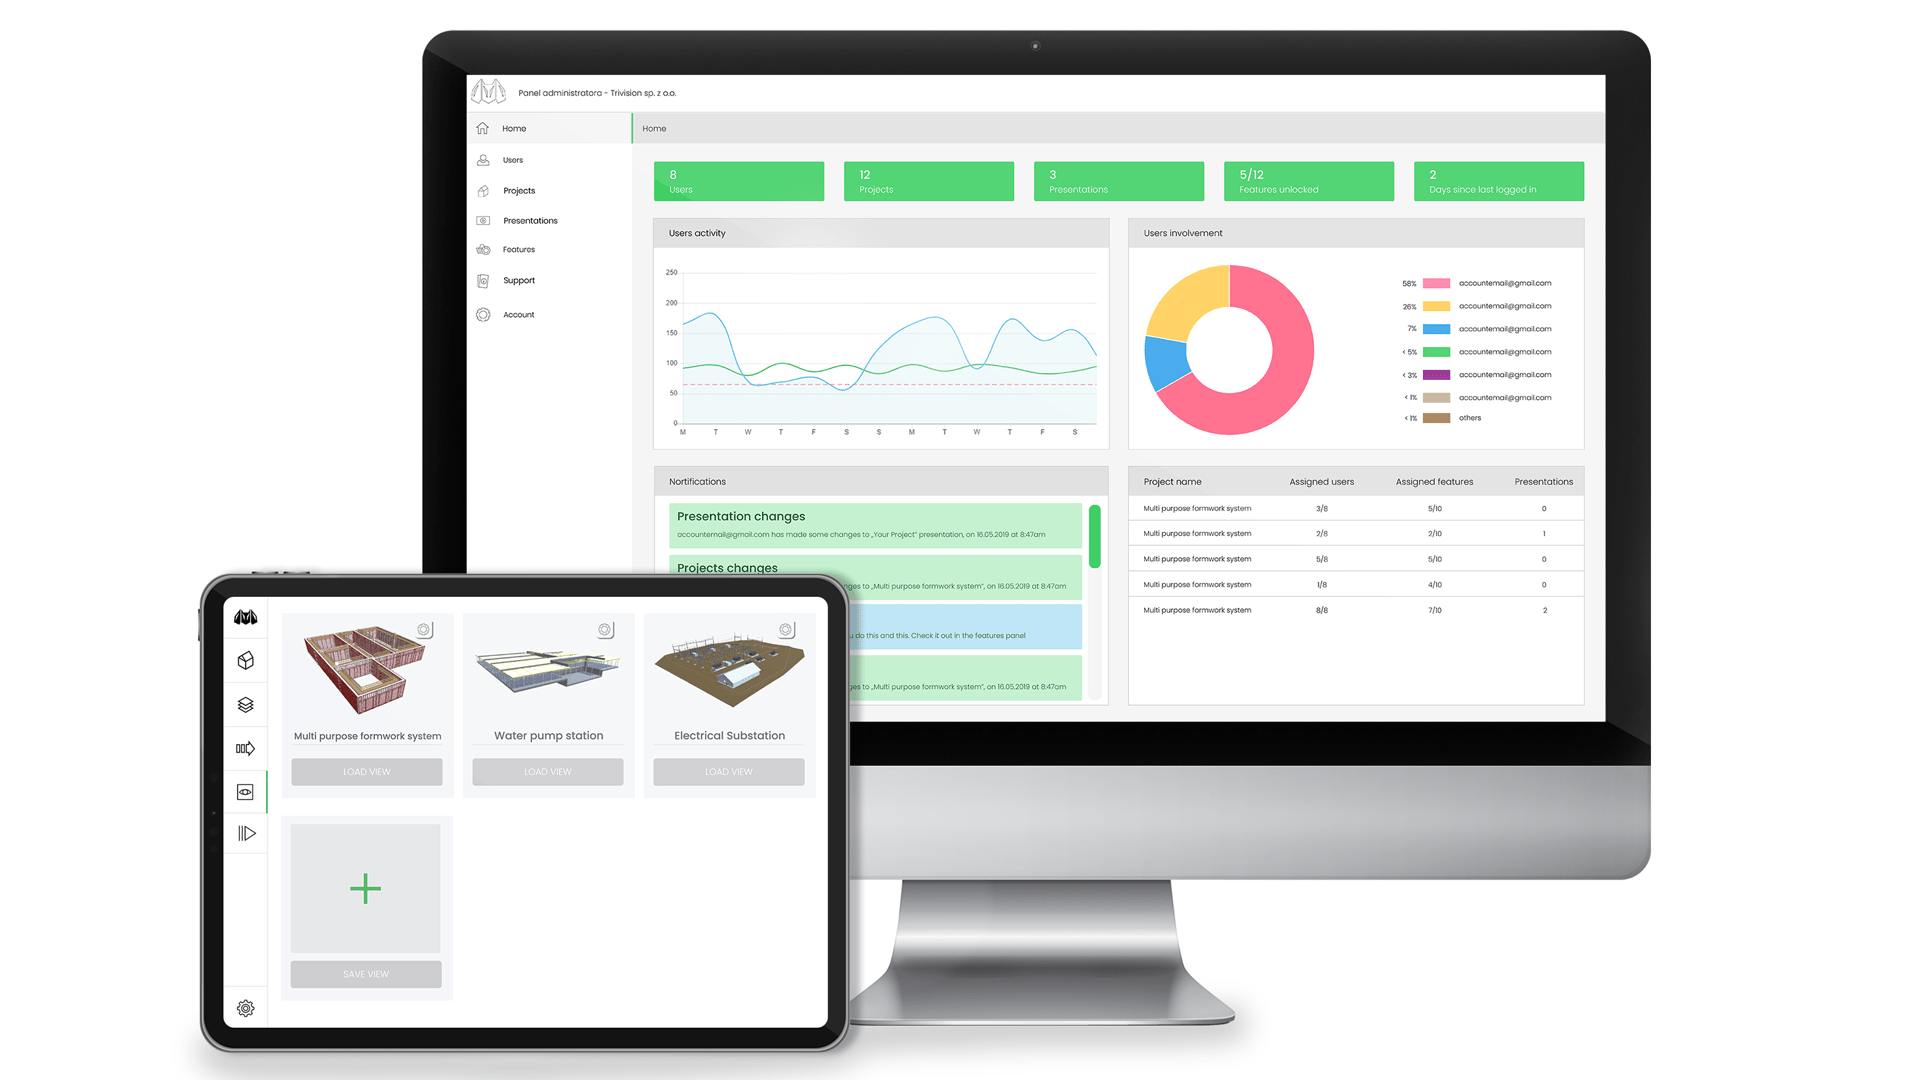 Panel administratora - Trivision sp. z o.o.
Home
Users
Projects
Presentations
Features
Support
Account
Home
8
Users
12
Projects
3
Presentations
5/12
Features unlocked
2
Days since last logged in
Users activity
250
200
150
100
50
0
M T W T F S S M T W T F S
Users involvement
58% accountemail@gmail.com
26% accountemail@gmail.com
7% accountemail@gmail.com
< 5% accountemail@gmail.com
< 3% accountemail@gmail.com
< 1% accountemail@gmail.com
< 1% others
Nortifications
Presentation changes
accountemail@gmail.com has made some changes to „Your Project” presentation, on 16.05.2019 at 8:47am
Projects changes
ges to „Multi purpose formwork system”, on 16.05.2019 at 8:47am
u do this and this. Check it out in the features panel
ges to „Multi purpose formwork system”, on 16.05.2019 at 8:47am
Project name Assigned users Assigned features Presentations
Multi purpose formwork system 3/8 5/10 0
Multi purpose formwork system 2/8 2/10 1
Multi purpose formwork system 5/8 5/10 0
Multi purpose formwork system 1/8 4/10 0
Multi purpose formwork system 8/8 7/10 2
Multi purpose formwork system
LOAD VIEW
Water pump station
LOAD VIEW
Electrical Substation
LOAD VIEW
SAVE VIEW